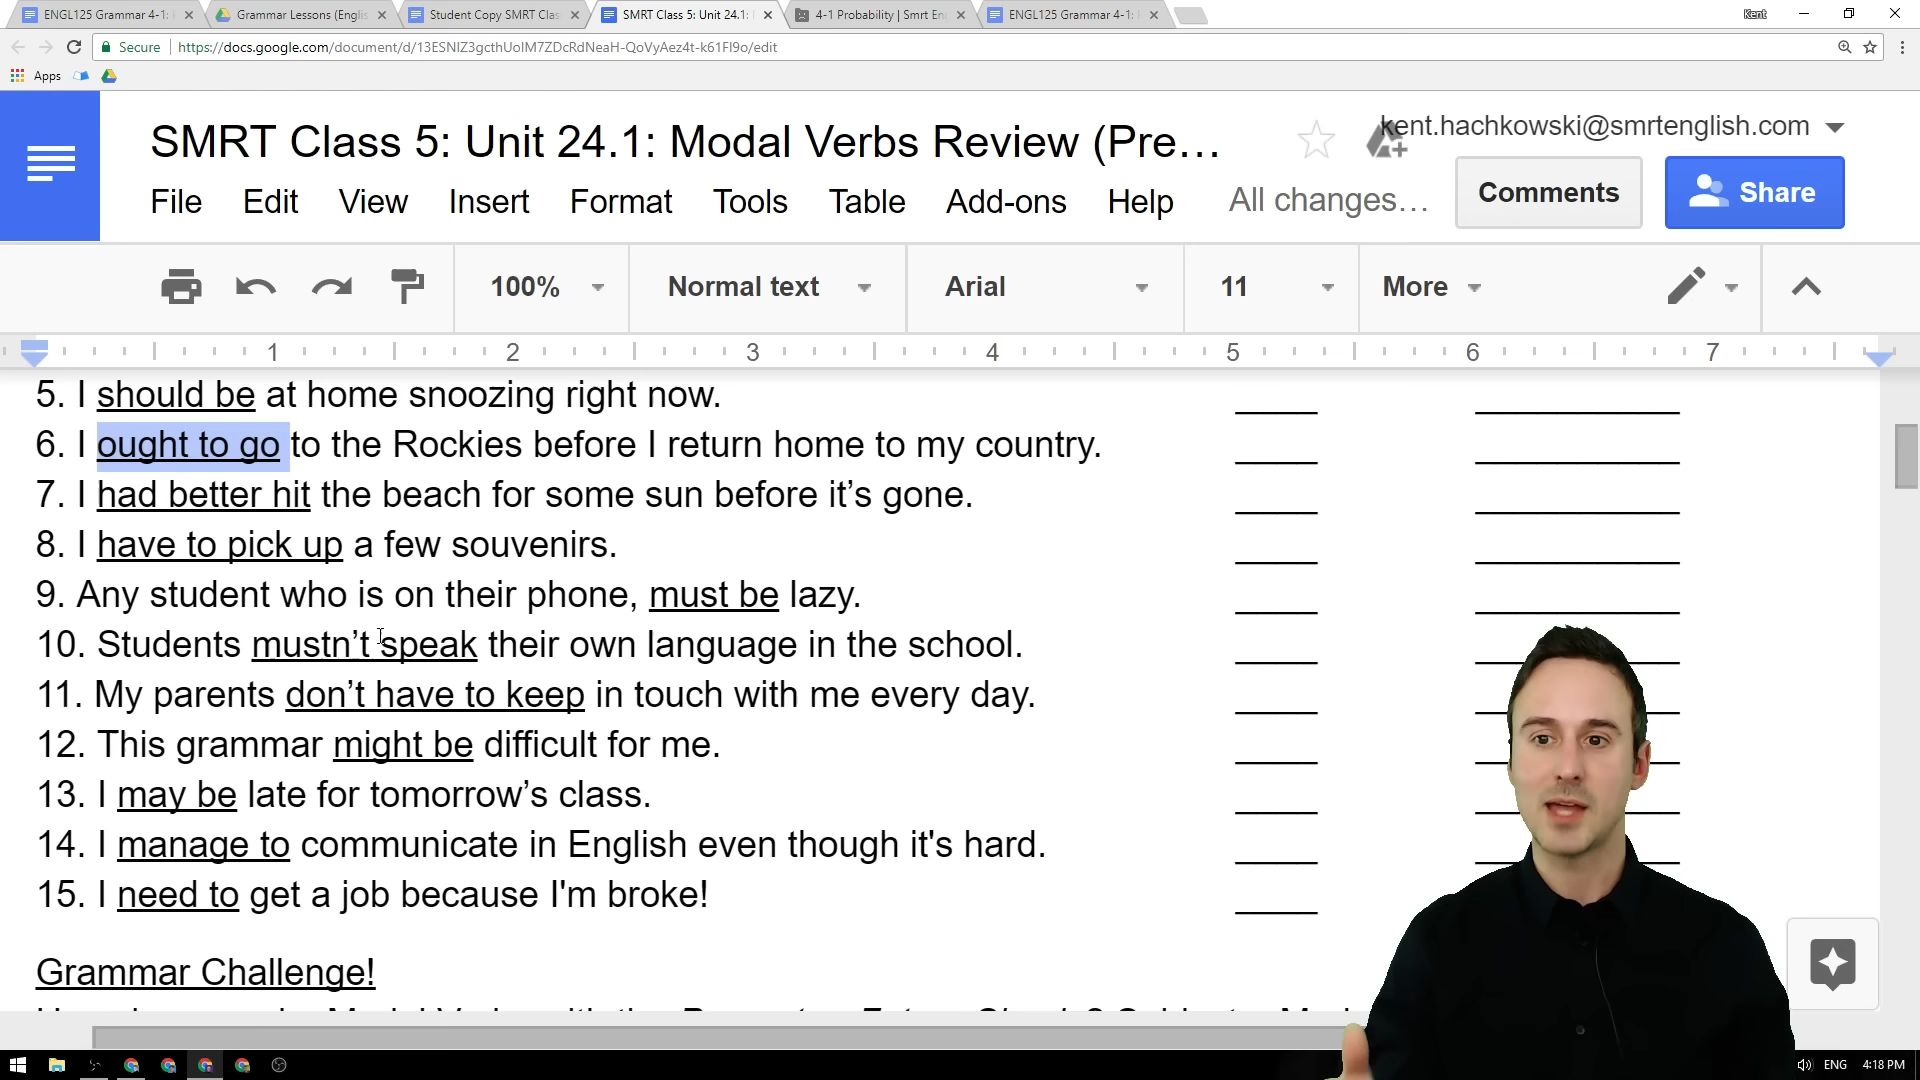 ENGL125 Grammar 4-1:
Grammar Lessons (Englis
Student Copy SMRT Clas
SMRT Class 5: Unit 24.1:
4-1 Probability | Smrt En
ENGL125 Grammar 4-1:
Kent
Secure
https://docs.google.com/document/d/13ESNIZ3gcthUoIM7ZDcRdNeaH-QoVyAez4t-k61FI9o/edit
Apps
SMRT Class 5: Unit 24.1: Modal Verbs Review (Pre…
kent.hachkowski@smrtenglish.com
File Edit View Insert Format Tools Table Add-ons Help
All changes…
Comments
Share
100% Normal text Arial 11 More
1 2 3 4 5 6 7
5. I should be at home snoozing right now.
6. I ought to go to the Rockies before I return home to my country.
7. I had better hit the beach for some sun before it’s gone.
8. I have to pick up a few souvenirs.
9. Any student who is on their phone, must be lazy.
10. Students mustn’t speak their own language in the school.
11. My parents don’t have to keep in touch with me every day.
12. This grammar might be difficult for me.
13. I may be late for tomorrow’s class.
14. I manage to communicate in English even though it's hard.
15. I need to get a job because I'm broke!
Grammar Challenge!
ENG 4:18 PM